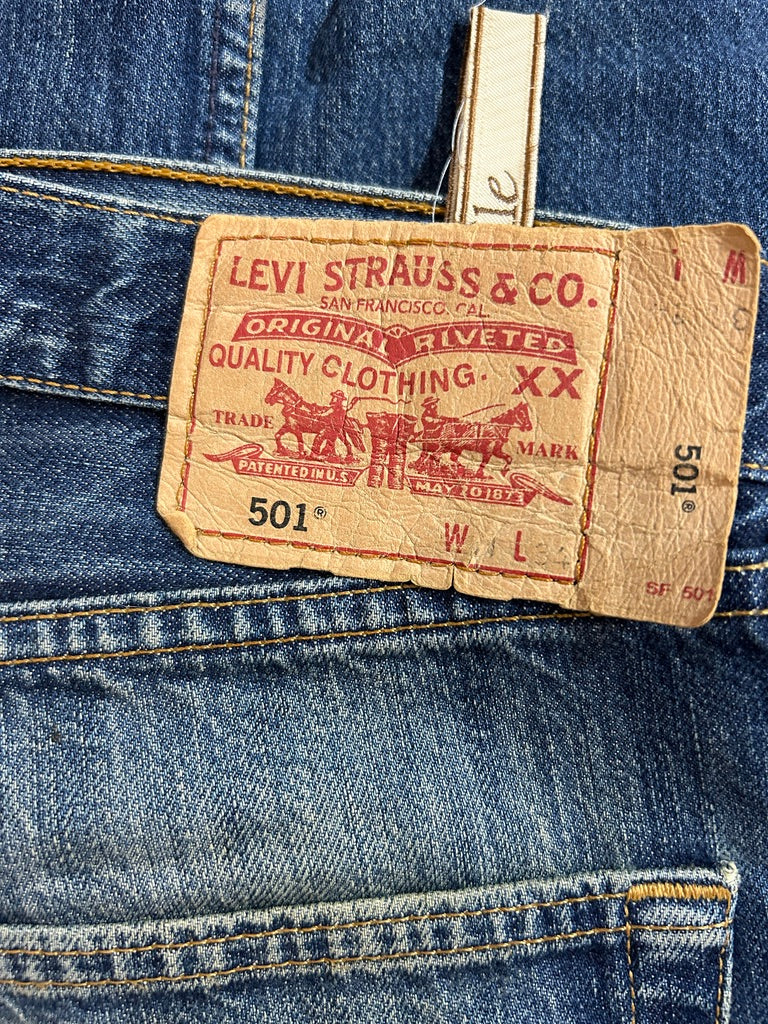 le
LEVI STRAUSS & CO.
SAN FRANCISCO. CAL.
ORIGINAL RIVETED
QUALITY CLOTHING. XX
TRADE MARK
PATENTED IN U.S.
MAY 20 1873
501®
W L
501®
SF 501